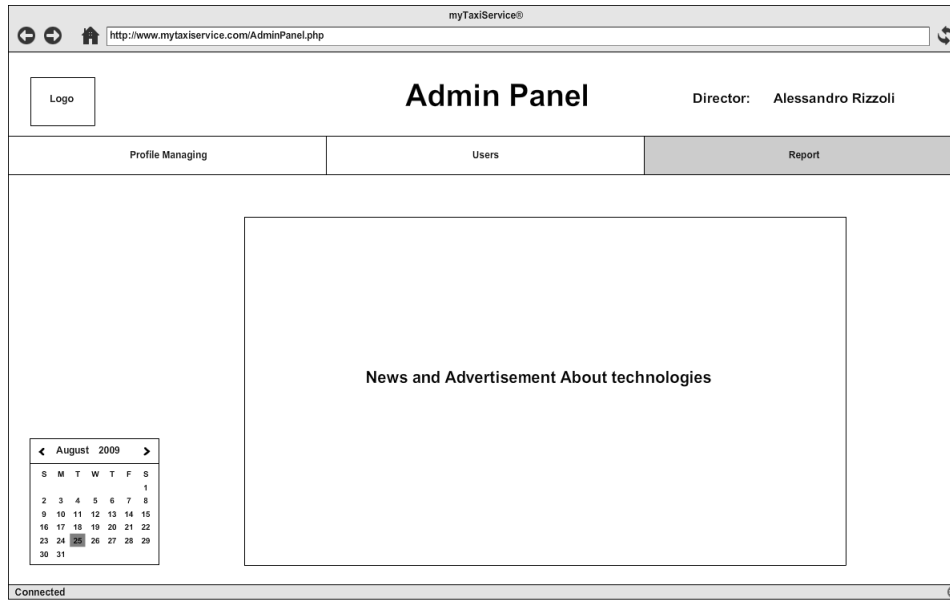 myTaxiService®
http://www.mytaxiservice.com/AdminPanel.php
Logo
Admin Panel
Director: Alessandro Rizzoli
Profile Managing
Users
Report
News and Advertisement About technologies
August 2009
S M T W T F S
1
2 3 4 5 6 7 8
9 10 11 12 13 14 15
16 17 18 19 20 21 22
23 24 25 26 27 28 29
30 31
Connected